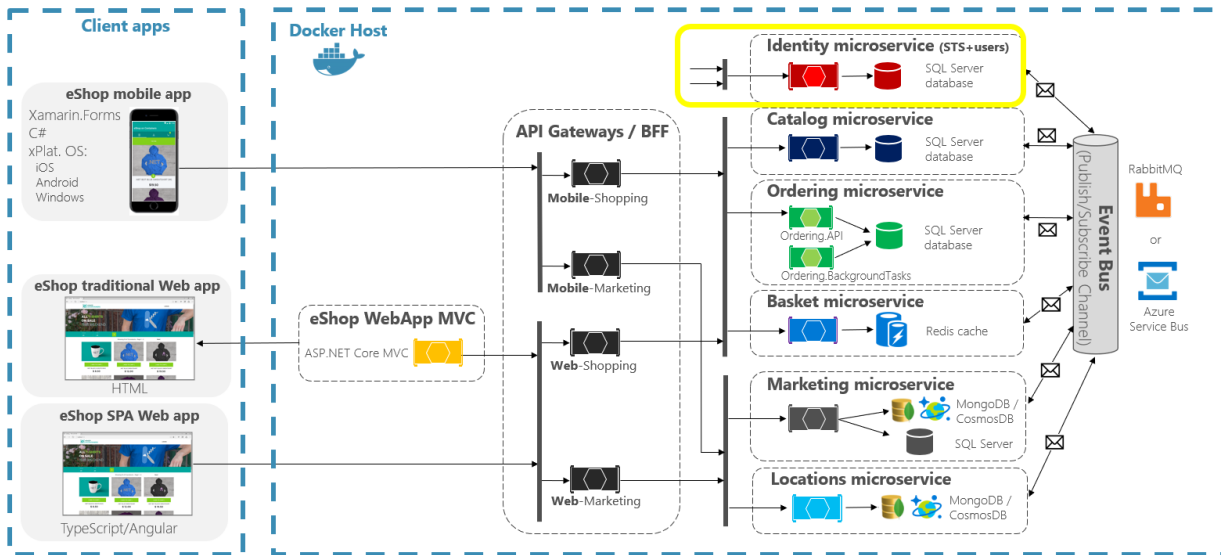 Client apps
eShop mobile app
Xamarin.Forms
C#
xPlat. OS:
iOS
Android
Windows
eShop traditional Web app
HTML
eShop SPA Web app
TypeScript/Angular
Docker Host
eShop WebApp MVC
ASP.NET Core MVC
API Gateways / BFF
Mobile-Shopping
Mobile-Marketing
Web-Shopping
Web-Marketing
Identity microservice (STS+users)
SQL Server
database
Catalog microservice
SQL Server
database
Ordering microservice
Ordering.API
SQL Server
database
Ordering.BackgroundTasks
Basket microservice
Redis cache
Marketing microservice
MongoDB /
CosmosDB
SQL Server
Locations microservice
MongoDB /
CosmosDB
Event Bus
(Publish/Subscribe Channel)
RabbitMQ
or
Azure
Service Bus